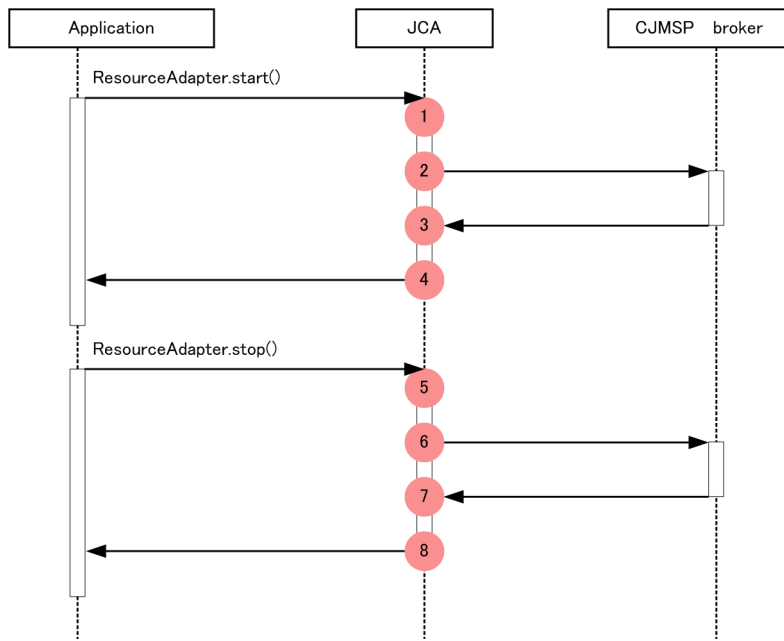 Application JCA CJMSP broker
ResourceAdapter.start()
1
2
3
4
ResourceAdapter.stop()
5
6
7
8